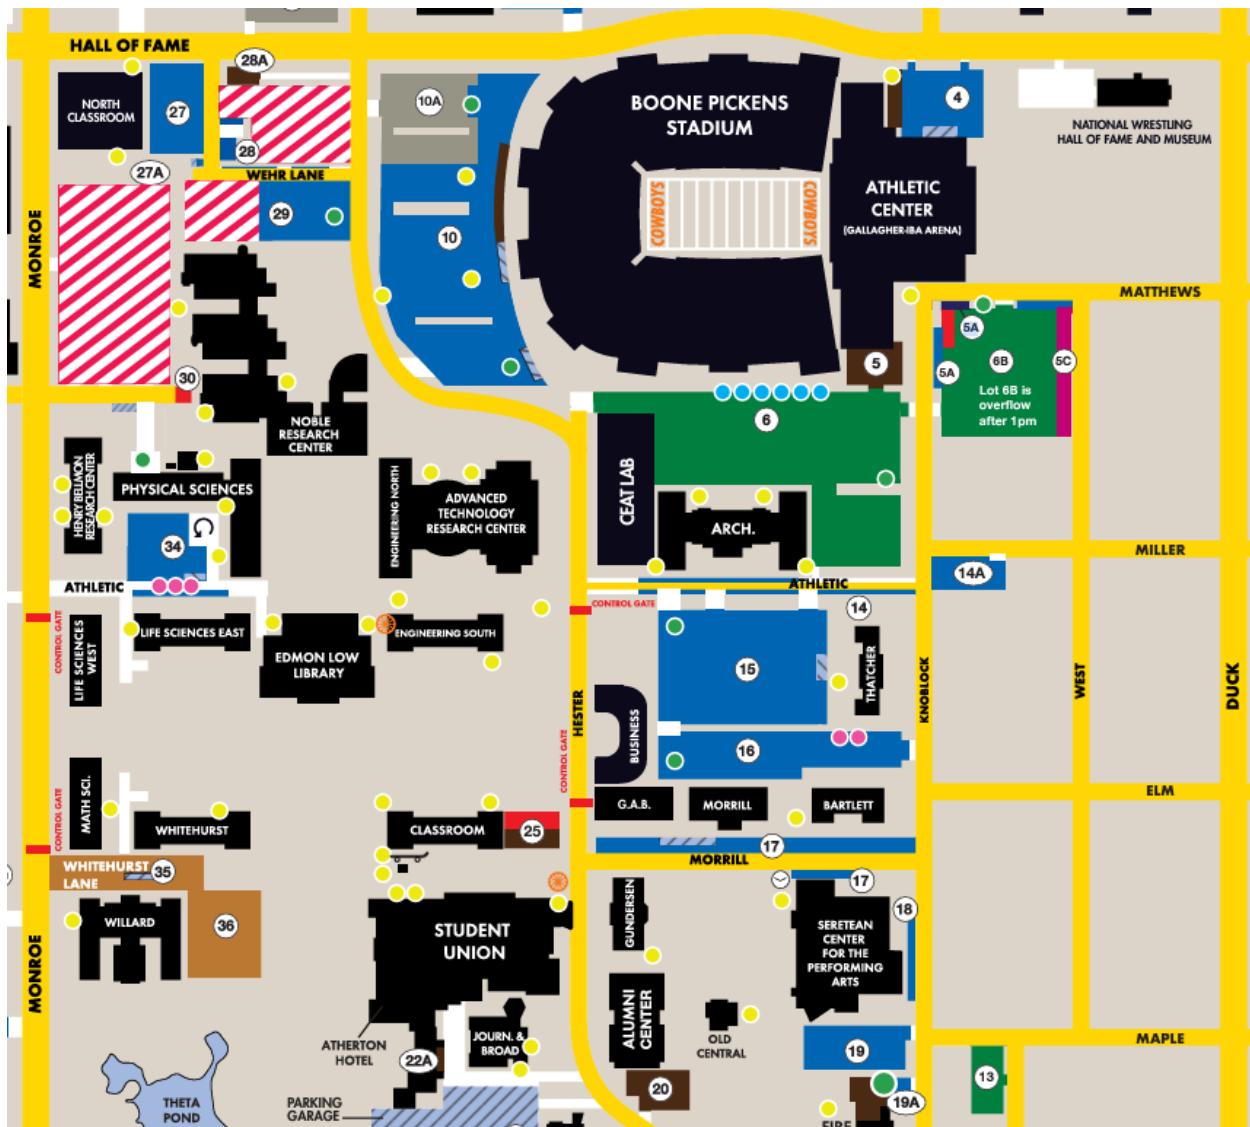 HALL OF FAME
28A
NORTH
CLASSROOM
27
28
27A
WEHR LANE
29
MONROE
10A
10
BOONE PICKENS
STADIUM
COWBOYS
COWBOYS
ATHLETIC
CENTER
(GALLAGHER-IBA ARENA)
4
NATIONAL WRESTLING
HALL OF FAME AND MUSEUM
MATTHEWS
5A
5A
6B
5C
Lot 6B is
overflow
after 1pm
5
6
30
NOBLE
RESEARCH
CENTER
HENRY BELLMON
RESEARCH CENTER
PHYSICAL SCIENCES
34
ENGINEERING NORTH
ADVANCED
TECHNOLOGY
RESEARCH CENTER
CEAT LAB
ARCH.
MILLER
14A
ATHLETIC
ATHLETIC
CONTROL GATE
CONTROL GATE
14
LIFE SCIENCES
WEST
LIFE SCIENCES EAST
EDMON LOW
LIBRARY
ENGINEERING SOUTH
15
THATCHER
KNOBLOCK
WEST
DUCK
HESTER
BUSINESS
16
CONTROL GATE
CONTROL GATE
MATH SCI.
WHITEHURST
CLASSROOM
25
G.A.B.
MORRILL
BARTLETT
ELM
17
MORRILL
WHITEHURST
LANE
35
36
WILLARD
MONROE
STUDENT
UNION
GUNDERSEN
17
18
SERETEAN
CENTER
FOR THE
PERFORMING
ARTS
ALUMNI
CENTER
OLD
CENTRAL
ATHERTON
HOTEL
22A
JOURN. &
BROAD
MAPLE
19
20
13
19A
THETA
POND
PARKING
GARAGE
FIRE